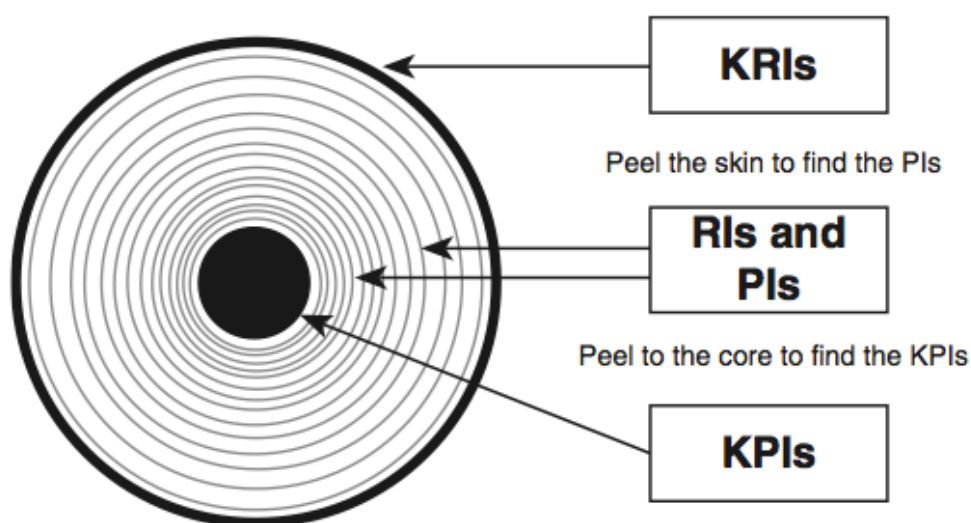 KRIs
Peel the skin to find the PIs
RIs and
PIs
Peel to the core to find the KPIs
KPIs